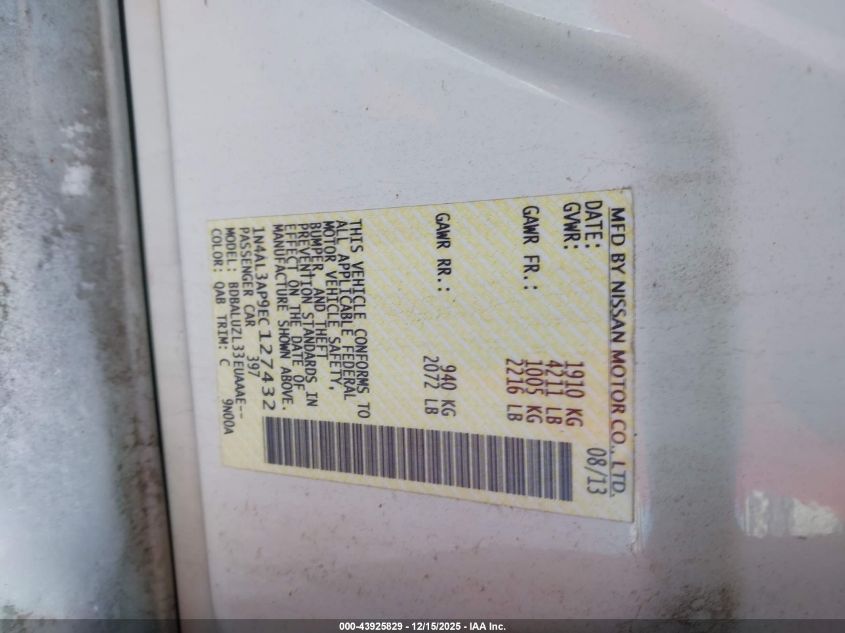 MFD BY NISSAN MOTOR CO., LTD.
DATE: 08/13
GVWR: 1910 KG
4211 LB
GAWR FR.: 1005 KG
2216 LB
GAWR RR.: 940 KG
2072 LB
THIS VEHICLE CONFORMS TO
ALL APPLICABLE FEDERAL
MOTOR VEHICLE SAFETY,
BUMPER, AND THEFT
PREVENTION STANDARDS IN
EFFECT ON THE DATE OF
MANUFACTURE SHOWN ABOVE.
1N4AL3AP9EC127432
PASSENGER CAR 397
MODEL: BDBALUZL33EUAAAE--
COLOR: QAB TRIM: C 9N00A
000-43925829 - 12/15/2025 - IAA Inc.